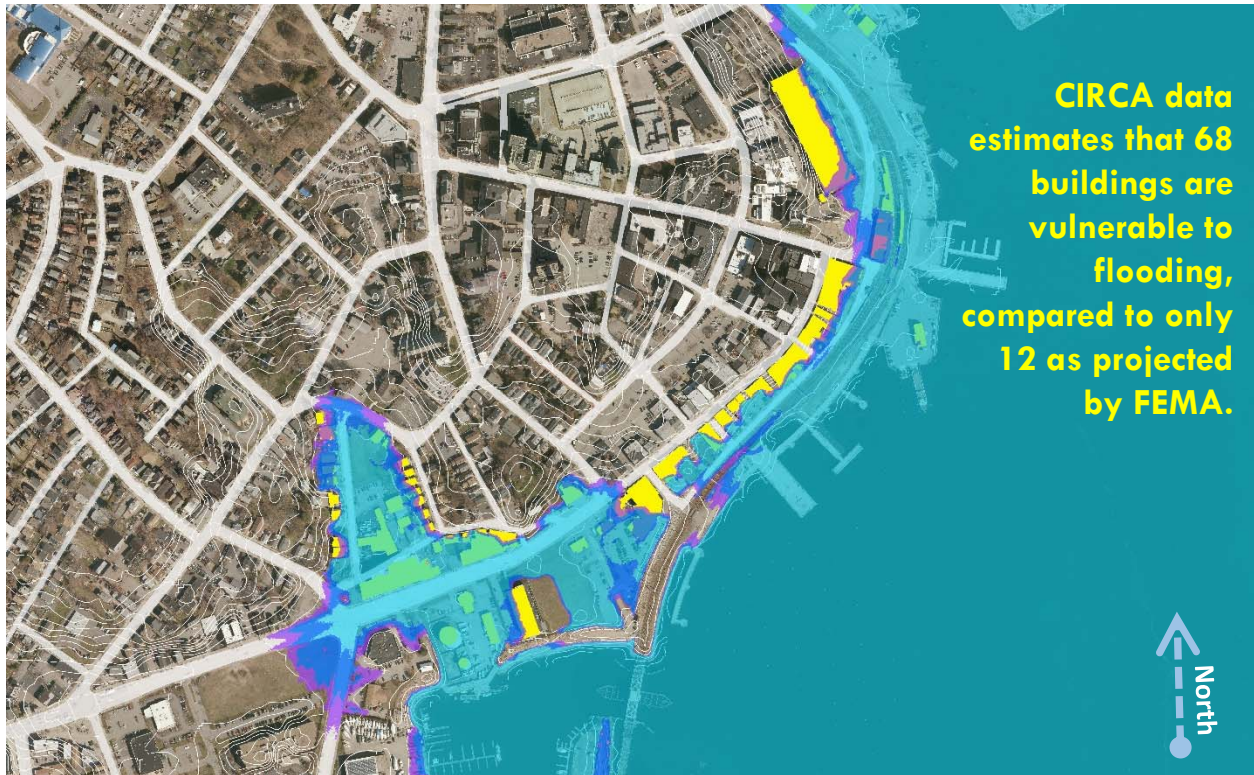 CIRCA data
estimates that 68
buildings are
vulnerable to
flooding,
compared to only
12 as projected
by FEMA.
North